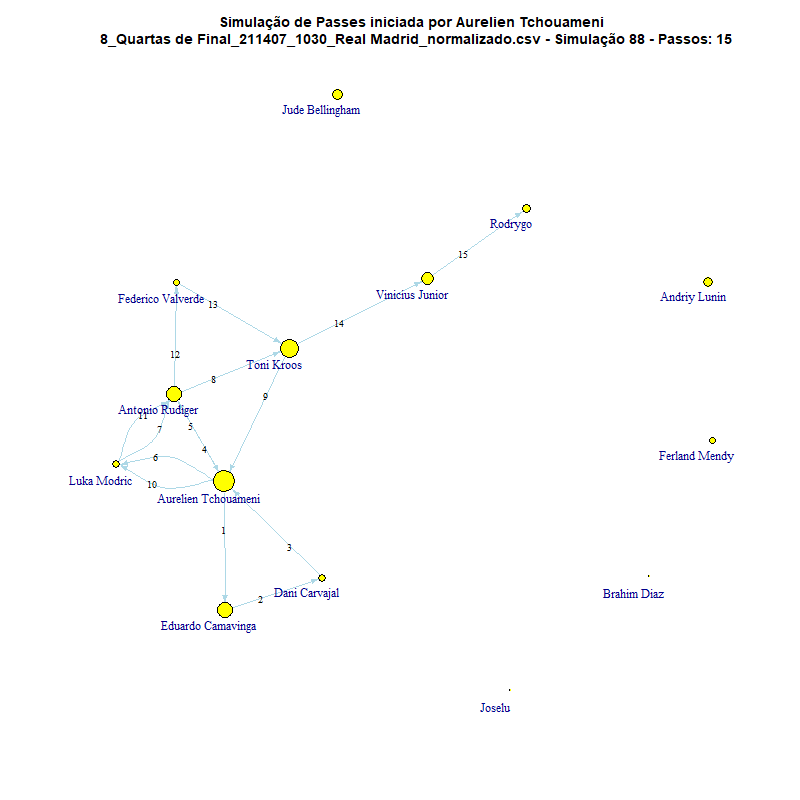 Simulação de Passes iniciada por Aurelien Tchouameni
8_Quartas de Final_211407_1030_Real Madrid_normalizado.csv - Simulação 88 - Passos: 15
Jude Bellingham
Rodrygo
15
Vinicius Junior
Andriy Lunin
Federico Valverde
13
14
12
Toni Kroos
8
9
Antonio Rudiger
11
7
5
4
6
Luka Modric
10
Aurelien Tchouameni
Ferland Mendy
1
3
2
Dani Carvajal
Brahim Diaz
Eduardo Camavinga
Joselu